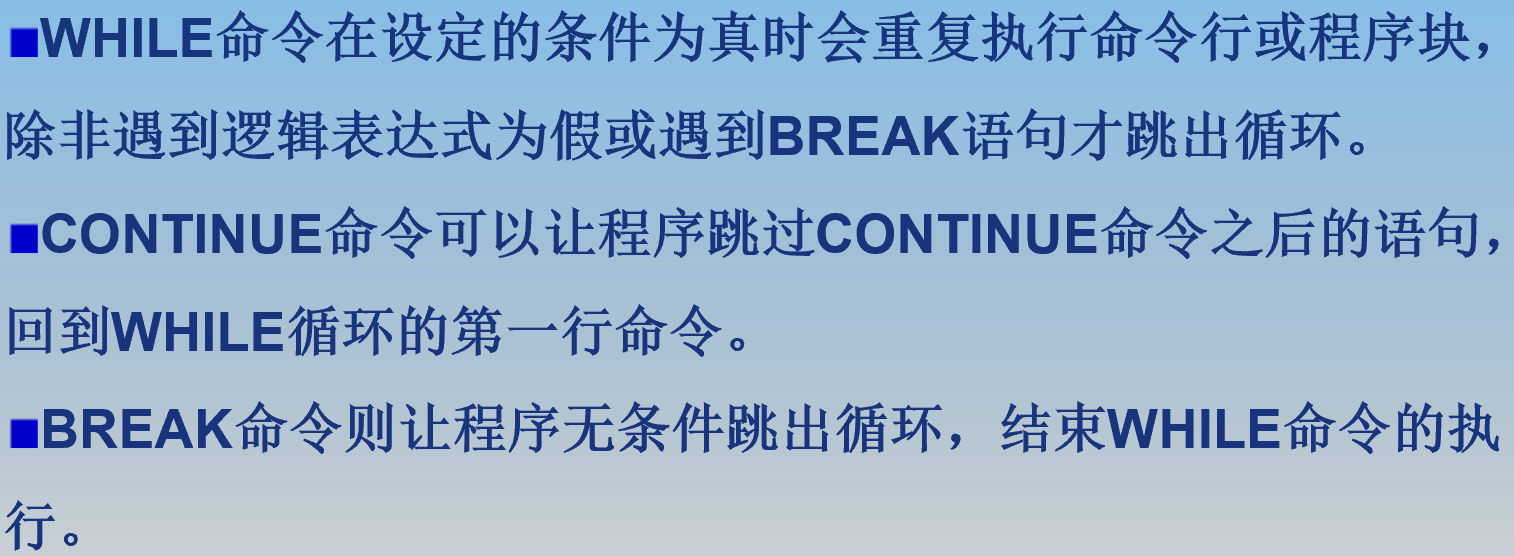 ■WHILE命令在设定的条件为真时会重复执行命令行或程序块，
除非遇到逻辑表达式为假或遇到BREAK语句才跳出循环。
■CONTINUE命令可以让程序跳过CONTINUE命令之后的语句，
回到WHILE循环的第一行命令。
■BREAK命令则让程序无条件跳出循环，结束WHILE命令的执
行。